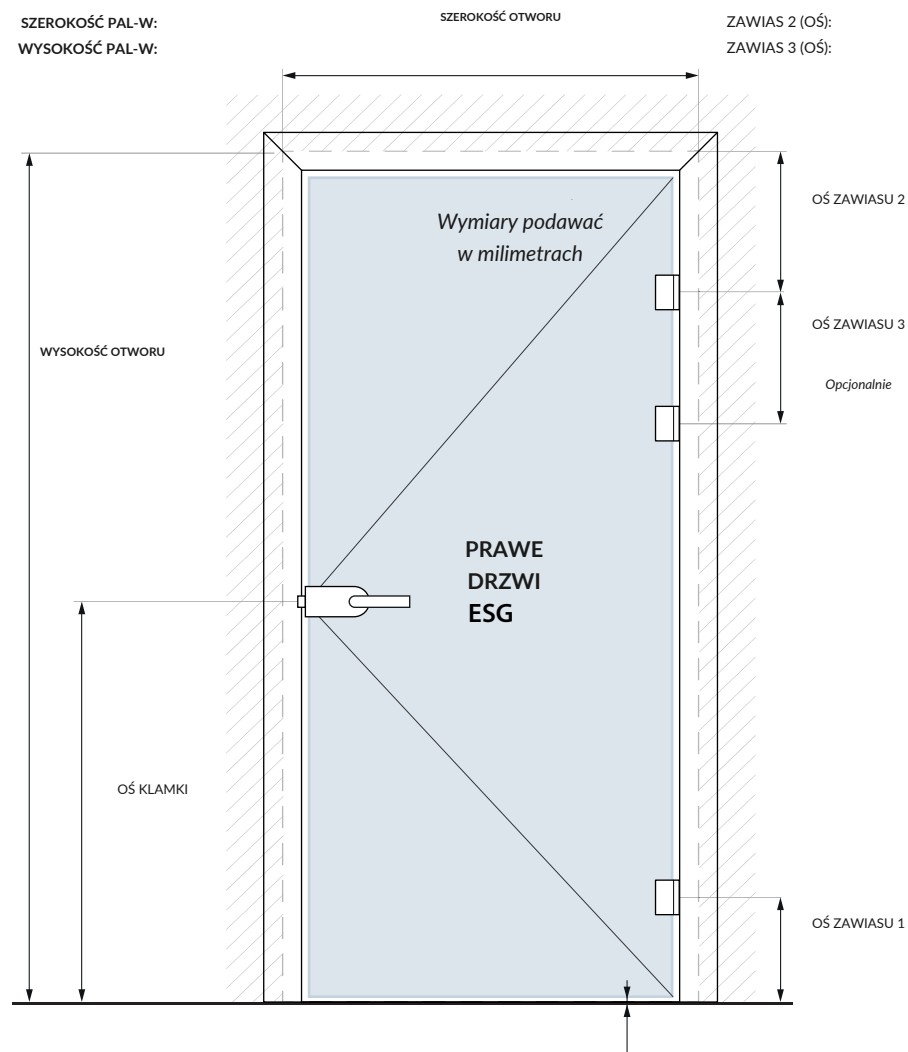 SZEROKOŚĆ PAL-W:
WYSOKOŚĆ PAL-W:
SZEROKOŚĆ OTWORU
ZAWIAS 2 (OŚ):
ZAWIAS 3 (OŚ):
OŚ ZAWIASU 2
Wymiary podawać
w milimetrach
OŚ ZAWIASU 3
WYSOKOŚĆ OTWORU
Opcjonalnie
PRAWE
DRZWI
ESG
OŚ KLAMKI
OŚ ZAWIASU 1